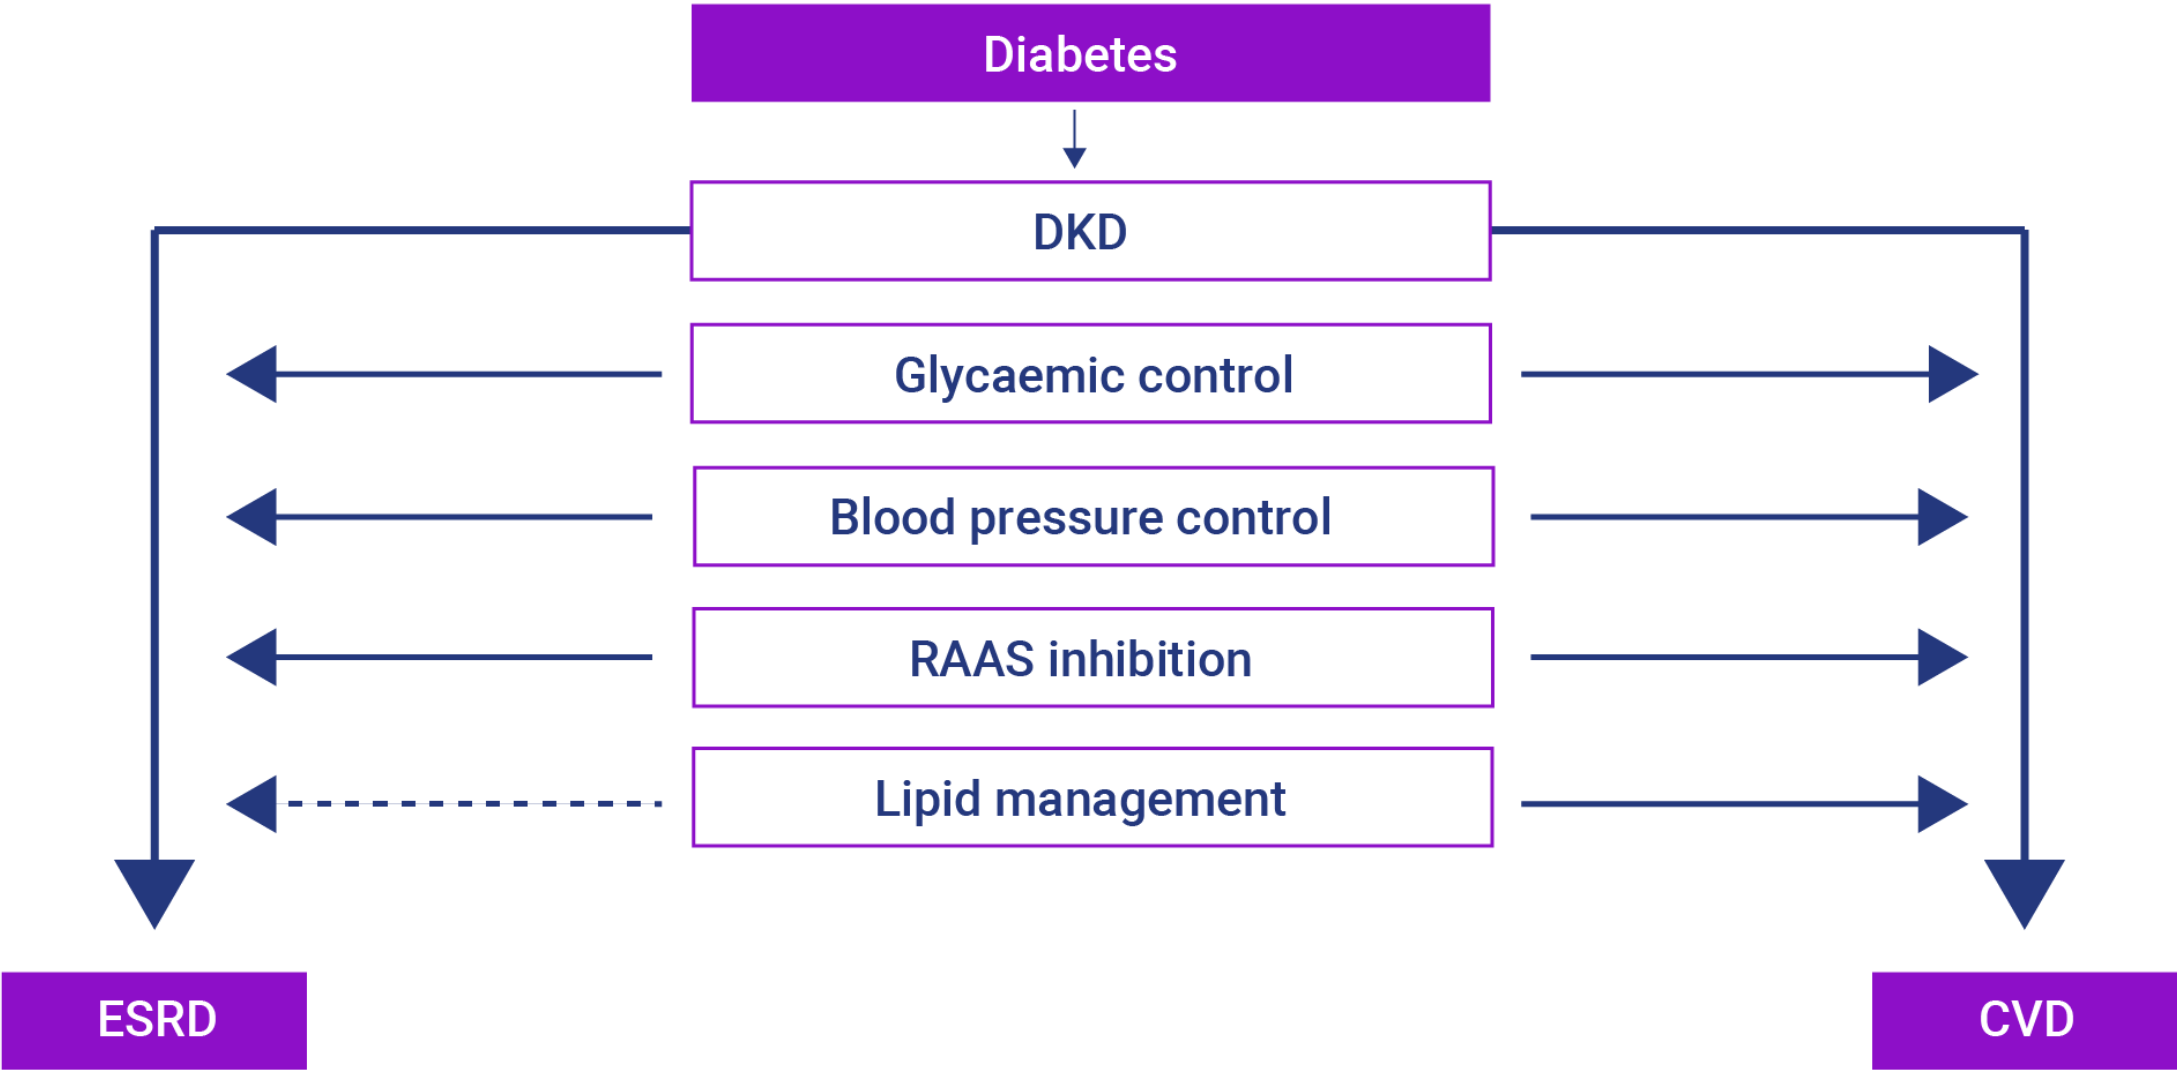 Diabetes
DKD
Glycaemic control
Blood pressure control
RAAS inhibition
Lipid management
ESRD
CVD